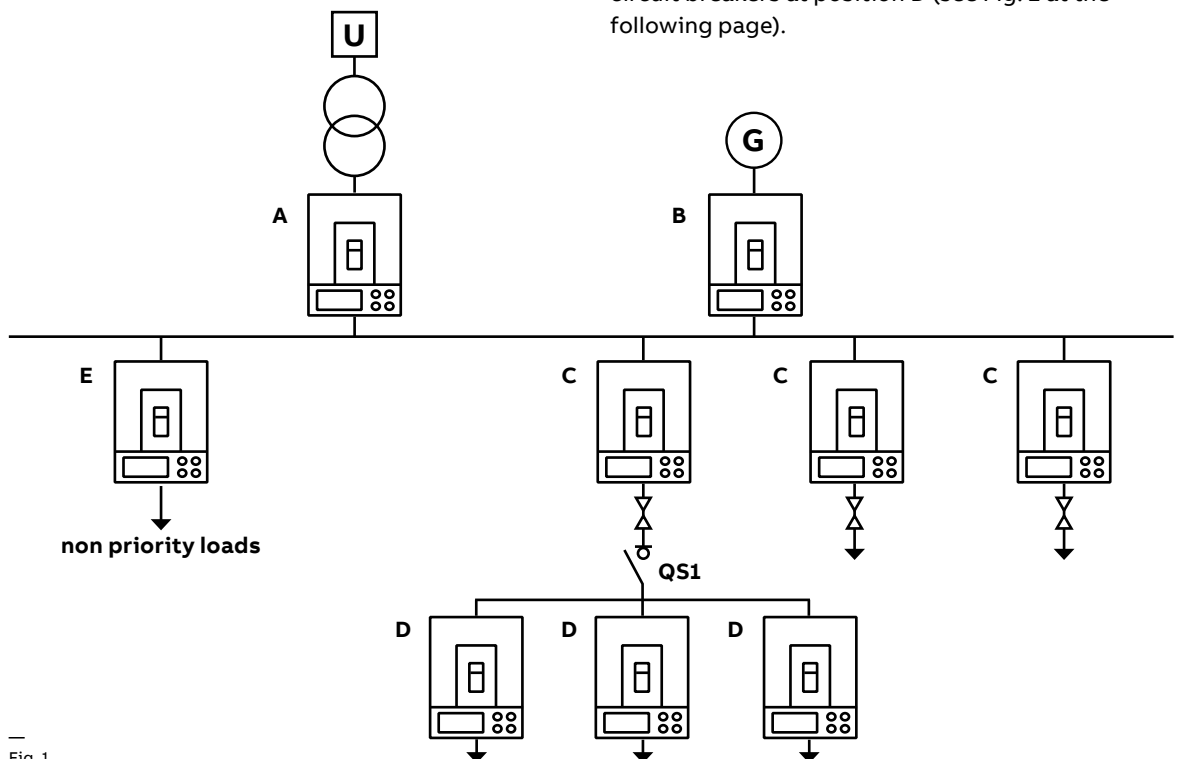 circuit breakers at position D (see Fig. 2 at the
following page).
U
G
A
B
E
C
C
C
non priority loads
QS1
D
D
D
Fig. 1